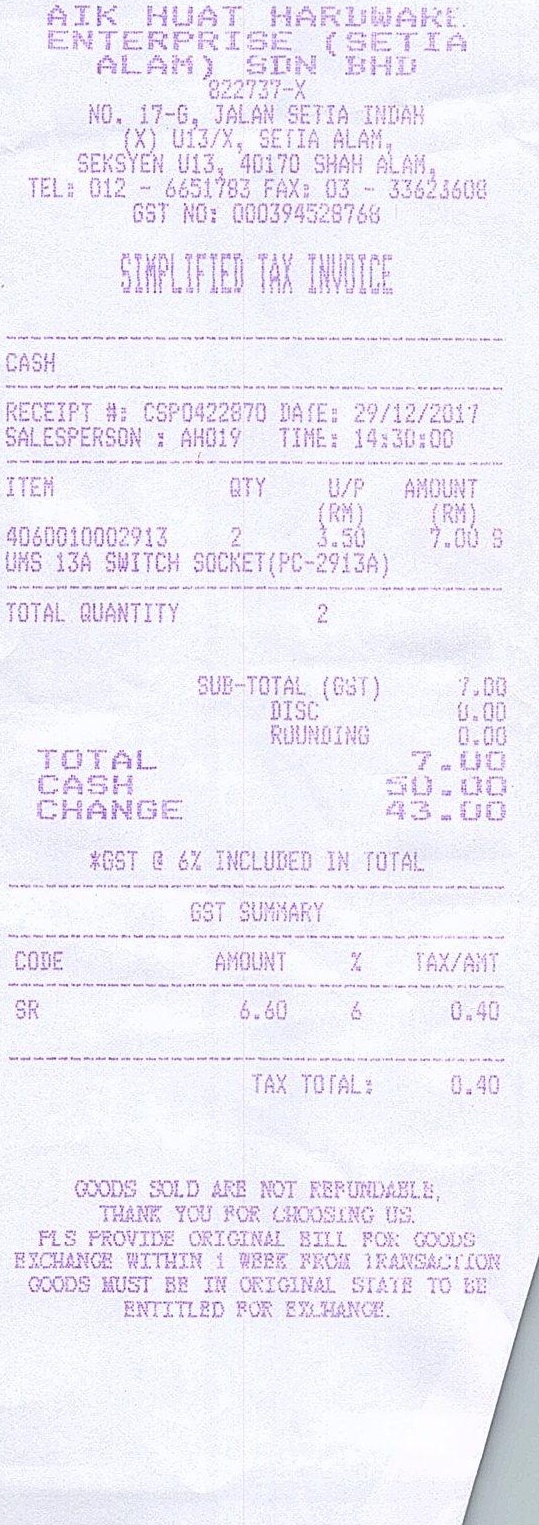 AIK HUAT HARDWARE
ENTERPRISE (SETIA
ALAM) SDN BHD
822737-X
NO. 17-G, JALAN SETIA INDAH
(X) U13/X, SETIA ALAM,
SEKSYEN U13, 40170 SHAH ALAM,
TEL: 012 - 6651783 FAX: 03 - 33623608
GST NO: 000394528768
SIMPLIFIED TAX INVOICE
CASH
RECEIPT #: CSP0422870 DATE: 29/12/2017
SALESPERSON : AH019 TIME: 14:30:00
ITEM QTY U/P AMOUNT
(RM) (RM)
4060010002913 2 3.50 7.00 S
UMS 13A SWITCH SOCKET(PC-2913A)
TOTAL QUANTITY 2
SUB-TOTAL (GST) 7.00
DISC 0.00
ROUNDING 0.00
TOTAL 7.00
CASH 50.00
CHANGE 43.00
*GST @ 6% INCLUDED IN TOTAL
GST SUMMARY
CODE AMOUNT % TAX/AMT
SR 6.60 6 0.40
TAX TOTAL: 0.40
GOODS SOLD ARE NOT REFUNDABLE,
THANK YOU FOR CHOOSING US.
PLS PROVIDE ORIGINAL BILL FOR GOODS
EXCHANGE WITHIN 1 WEEK FROM TRANSACTION
GOODS MUST BE IN ORIGINAL STATE TO BE
ENTITLED FOR EXCHANGE.